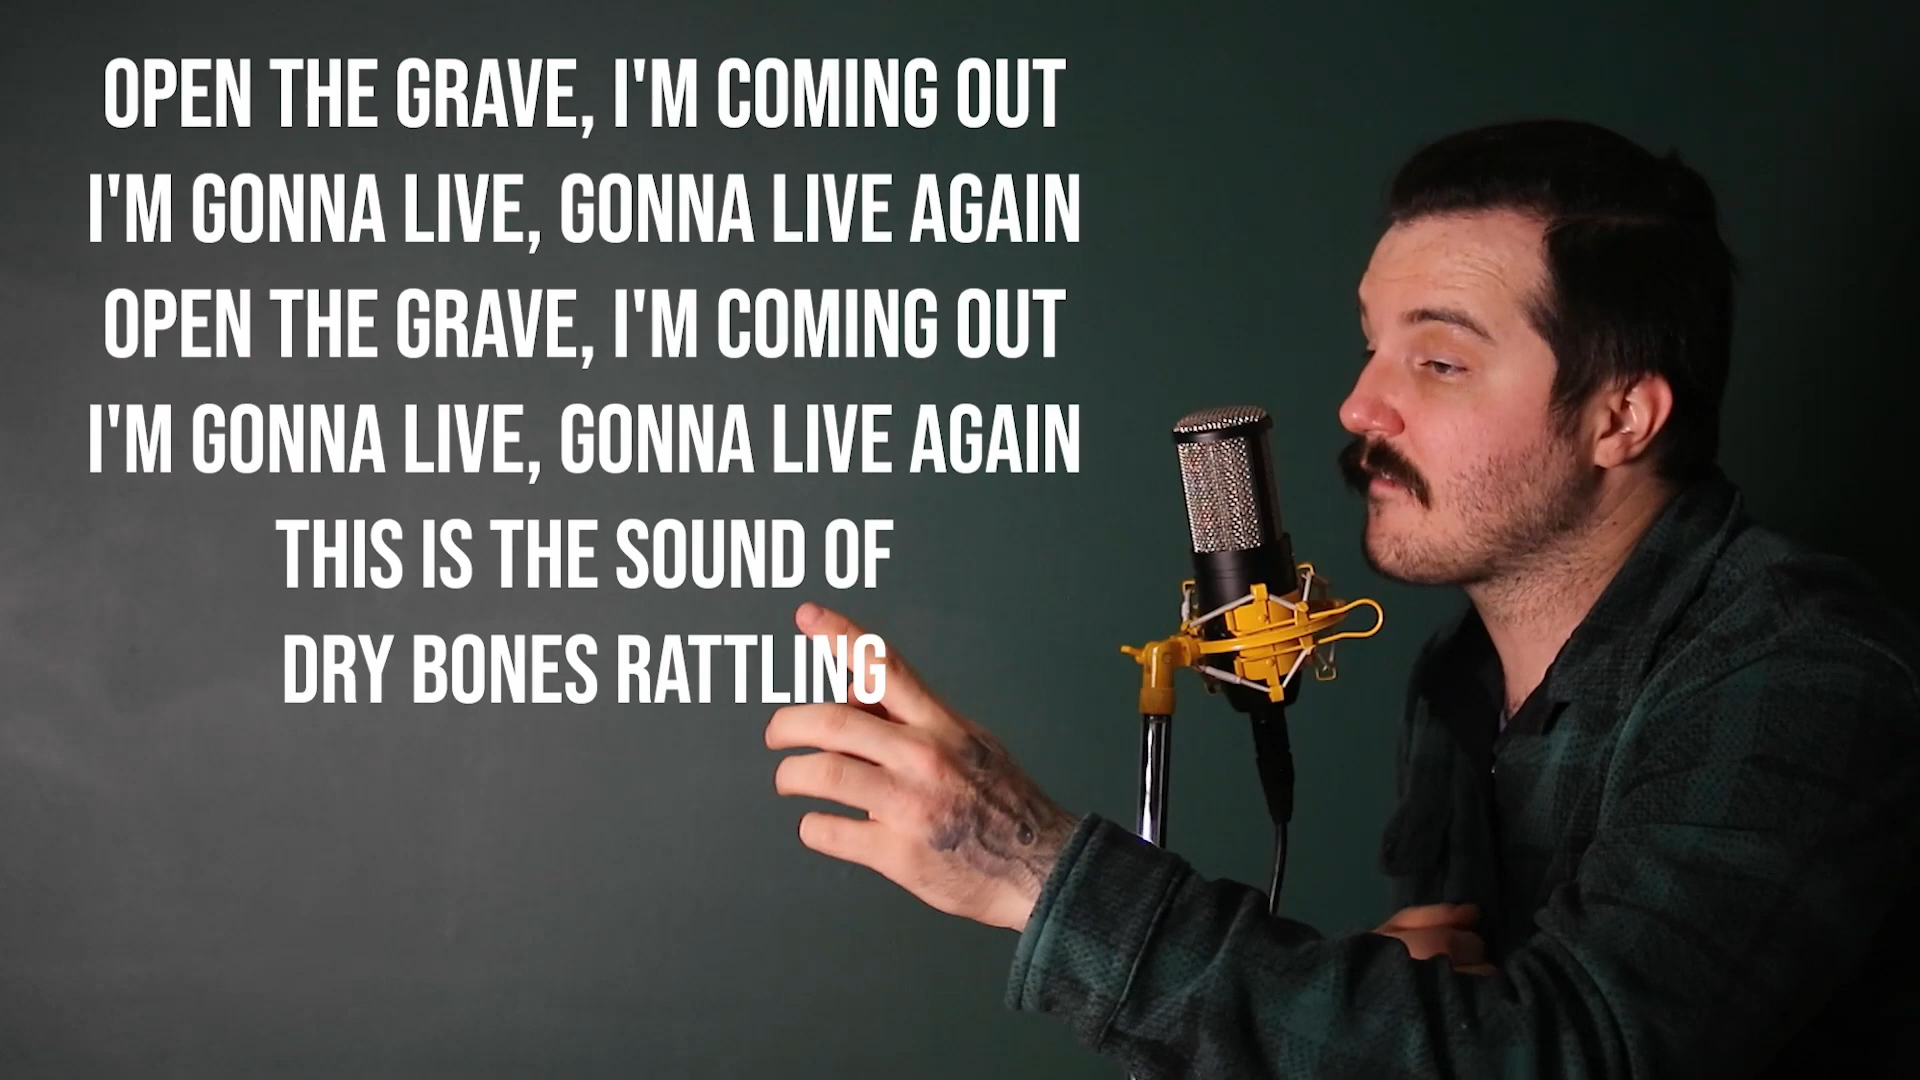 OPEN THE GRAVE, I'M COMING OUT
I'M GONNA LIVE, GONNA LIVE AGAIN
OPEN THE GRAVE, I'M COMING OUT
I'M GONNA LIVE, GONNA LIVE AGAIN
THIS IS THE SOUND OF
DRY BONES RATTLING